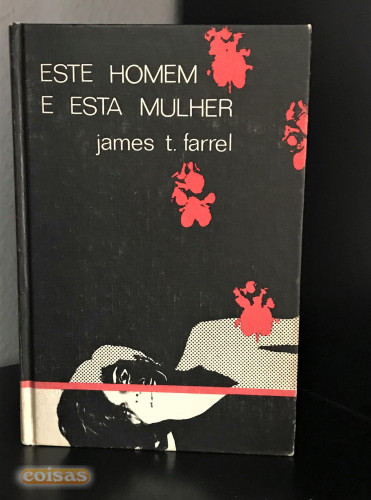 ESTE HOMEM
E ESTA MULHER
james t. farrel
coisas